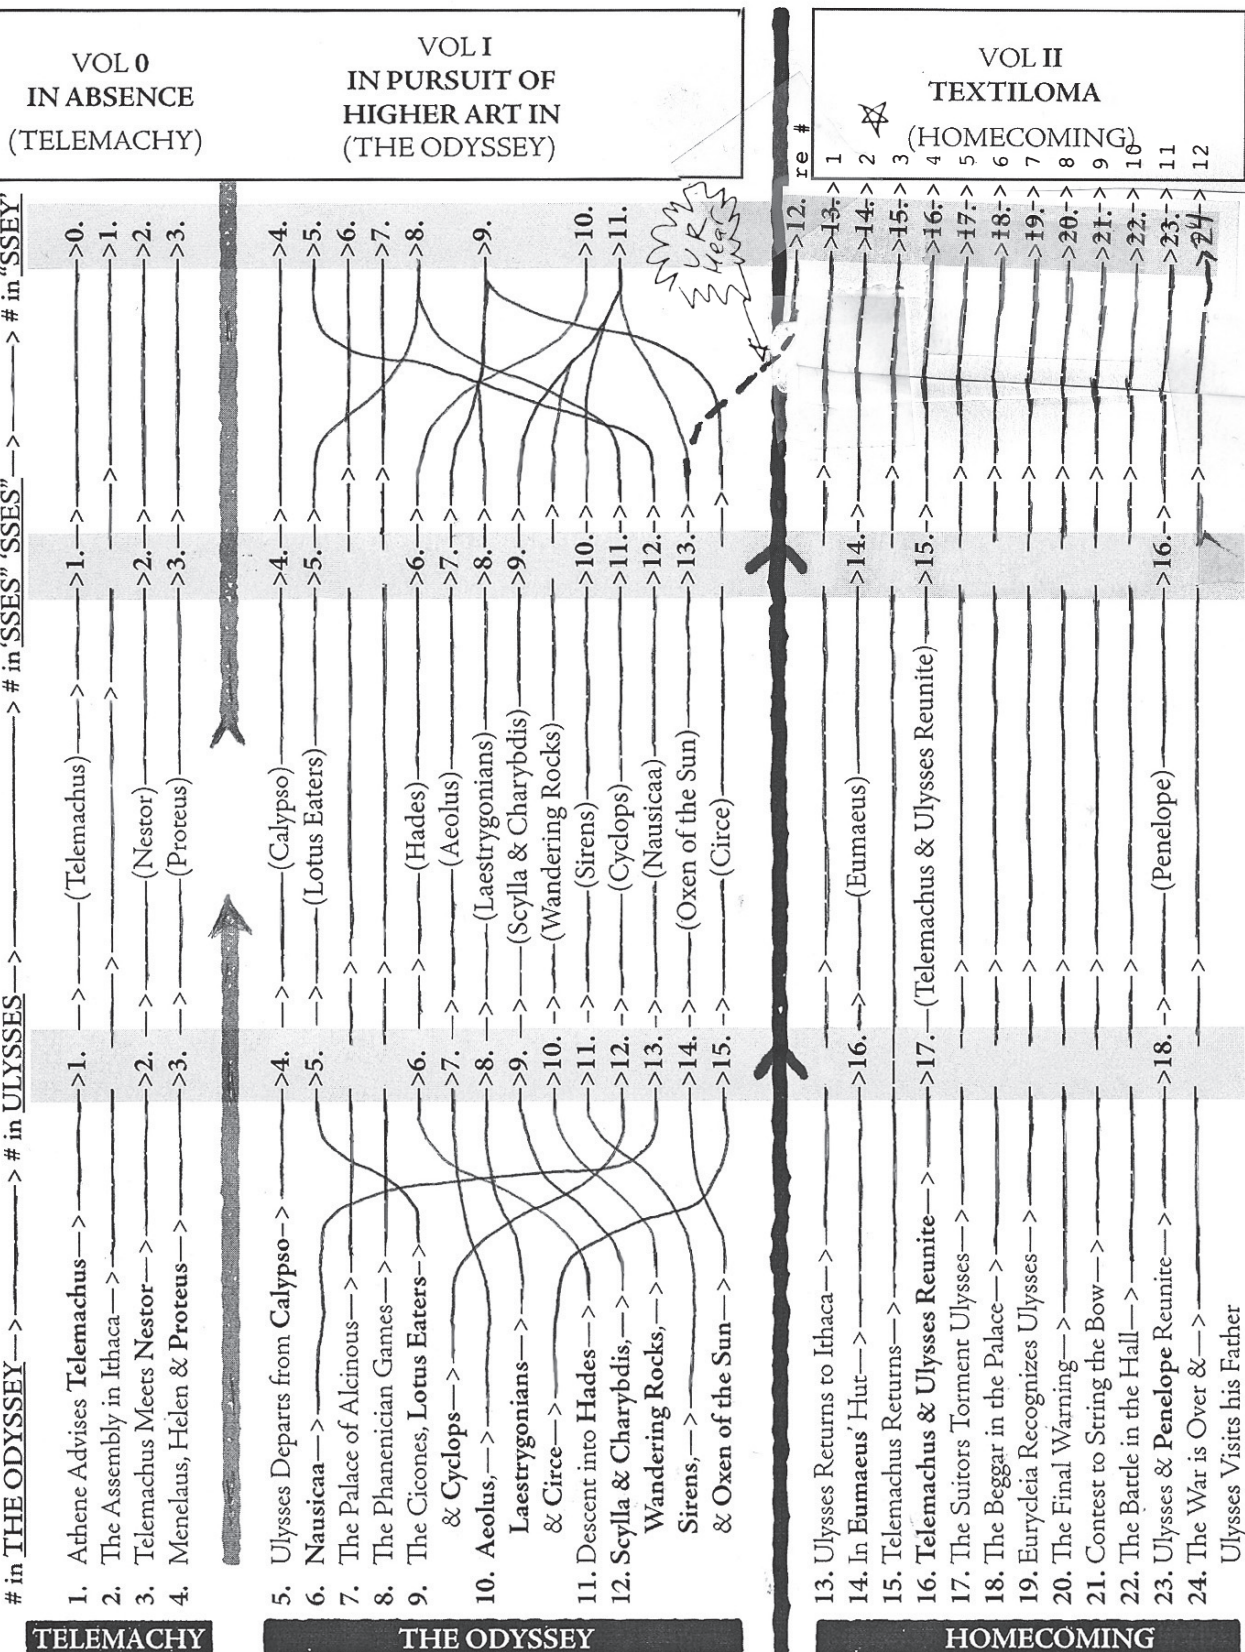 VOL 0
IN ABSENCE
(TELEMACHY)
VOL I
IN PURSUIT OF
HIGHER ART IN
(THE ODYSSEY)
VOL II
TEXTILOMA
(HOMECOMING)
# in THE ODYSSEY—>——> # in ULYSSES—>——> # in 'SSES" 'SSES"—>——> # in "SSEY'
TELEMACHY
1. Athene Advises Telemachus—> >1. —> (Telemachus)—> >1. —> >0.
2. The Assembly in Ithaca—> —> —> —> >1.
3. Telemachus Meets Nestor—> >2. —> (Nestor) >2. —> >2.
4. Menelaus, Helen & Proteus—> >3. —> (Proteus) >3. —> >3.
THE ODYSSEY
5. Ulysses Departs from Calypso—> >4. —> (Calypso) >4. —> >4.
6. Nausicaa—> >5. —> (Lotus Eaters) >5. —> >5.
7. The Palace of Alcinous—> —> —> >6.
8. The Phanenician Games—> —> —> >7.
9. The Cicones, Lotus Eaters—> >6. —> (Hades) >6. —> >8.
& Cyclops—> >7. —> (Aeolus) >7. —>
10. Aeolus,—> >8. —> (Laestrygonians) >8. —> >9.
Laestrygonians—> >9. —> (Scylla & Charybdis) >9. —>
& Circe—> >10. —> (Wandering Rocks) —>
11. Descent into Hades—> >11. —> (Sirens) >10. —> >10.
12. Scylla & Charybdis,—> >12. —> (Cyclops) >11. —> >11.
Wandering Rocks,—> >13. —> (Nausicaa) >12. —>
Sirens,—> >14. —> (Oxen of the Sun) >13. —>
& Oxen of the Sun—> >15. —> (Circe) —>
U R
Hear
>12. re #
HOMECOMING
13. Ulysses Returns to Ithaca—> —> —> >13.—> 1
14. In Eumaeus' Hut—> >16. —> (Eumaeus) >14. —> >14.—> 2
15. Telemachus Returns—> —> >15.—> 3
16. Telemachus & Ulysses Reunite—> >17. —(Telemachus & Ulysses Reunite) >15. —> >16.—> 4
17. The Suitors Torment Ulysses—> —> —> >17.—> 5
18. The Beggar in the Palace—> —> —> >18.—> 6
19. Eurycleia Recognizes Ulysses—> —> —> >19.—> 7
20. The Final Warning—> —> —> >20.—> 8
21. Contest to String the Bow—> —> —> >21.—> 9
22. The Battle in the Hall—> —> —> >22.—> 10
23. Ulysses & Penelope Reunite—> >18. —> (Penelope) >16. —> >23.—> 11
24. The War is Over &—> —> —> > 24 —> 12
Ulysses Visits his Father